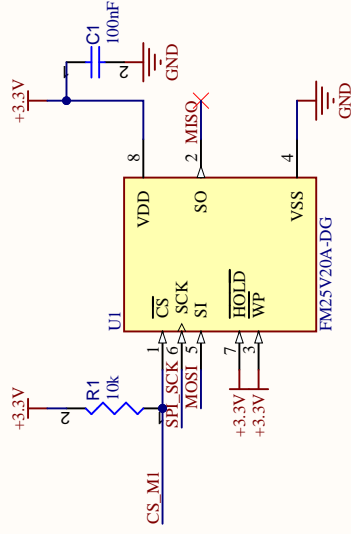 +3.3V
1
2
C1
100nF
GND
MISO
8
2
4
GND
VDD
SO
VSS
U1
FM25V20A-DG
CS
SCK
SI
HOLD
WP
1
6
5
7
3
+3.3V
2
R1
10k
1
SPI_SCK
MOSI
+3.3V
+3.3V
CS_M1